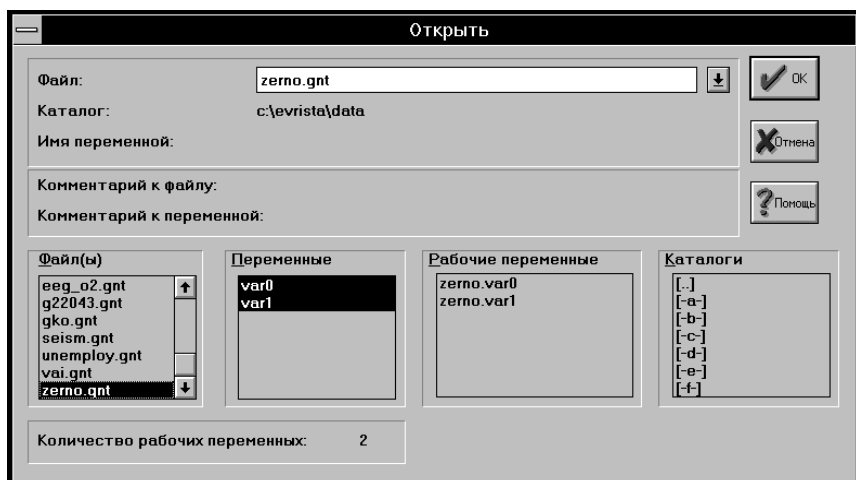 Открыть
Файл: zerno.gnt
OK
Каталог: c:\evrista\data
Имя переменной:
Отмена
Комментарий к файлу:
Комментарий к переменной:
Помощь
Файл(ы)
eeg_o2.gnt
g22043.gnt
gko.gnt
seism.gnt
unemploy.gnt
vai.gnt
zerno.gnt
Переменные
var0
var1
Рабочие переменные
zerno.var0
zerno.var1
Каталоги
[..]
[-a-]
[-b-]
[-c-]
[-d-]
[-e-]
[-f-]
Количество рабочих переменных: 2